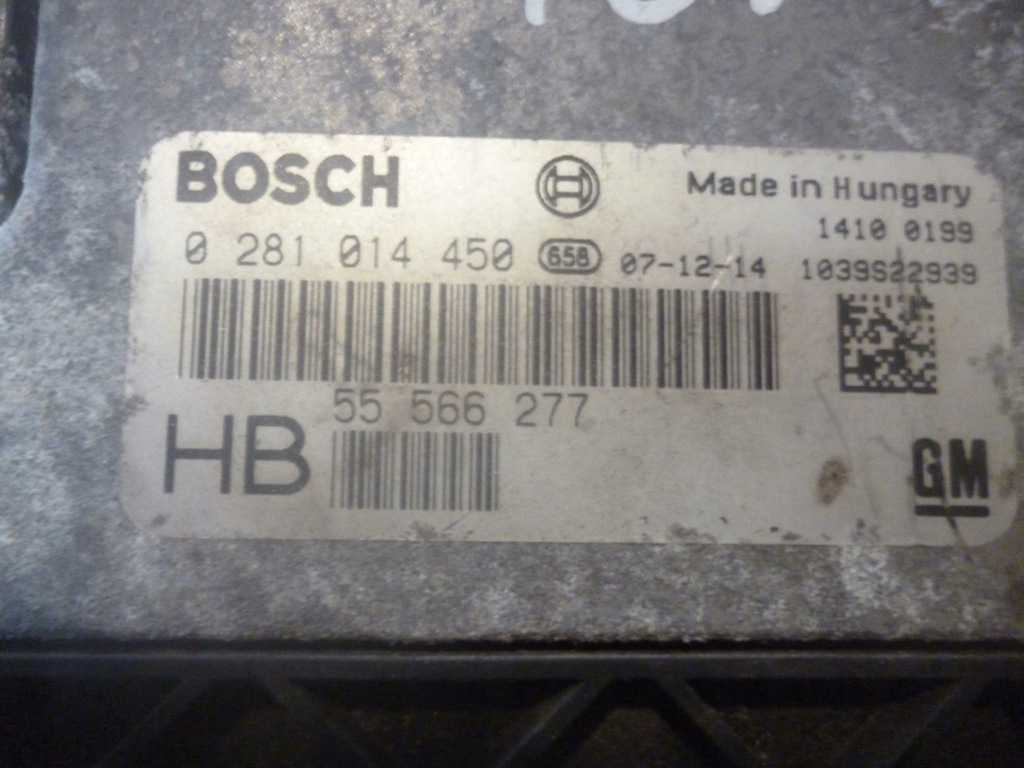 BOSCH
Made in Hungary
1410 0199
0 281 014 450 658 07-12-14 1039S22939
55 566 277
HB
GM